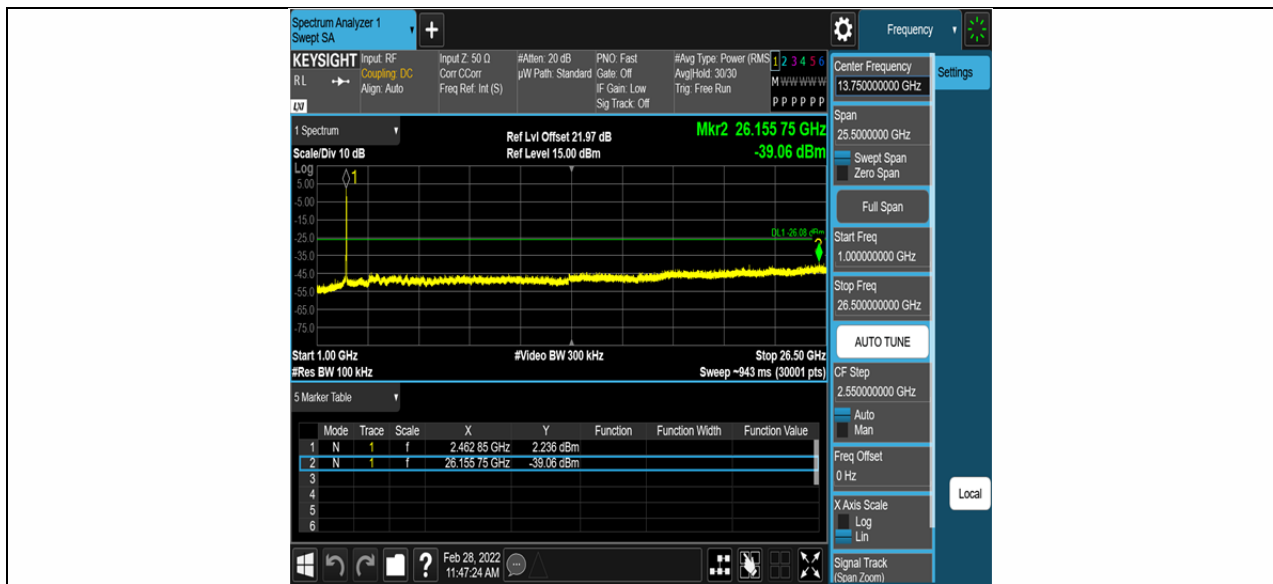 Spectrum Analyzer 1
Swept SA
+
Frequency
KEYSIGHT
RL
LXI
Input: RF
Coupling: DC
Align: Auto
Input Z: 50 Ω
Corr CCorr
Freq Ref: Int (S)
#Atten: 20 dB
µW Path: Standard
PNO: Fast
Gate: Off
IF Gain: Low
Sig Track: Off
#Avg Type: Power (RMS
Avg|Hold: 30/30
Trig: Free Run
1 2 3 4 5 6
M W W W W W
P P P P P P
Center Frequency
13.750000000 GHz
Settings
Span
25.5000000 GHz
Swept Span
Zero Span
Full Span
Start Freq
1.000000000 GHz
Stop Freq
26.500000000 GHz
AUTO TUNE
CF Step
2.550000000 GHz
Auto
Man
Freq Offset
0 Hz
X Axis Scale
Log
Lin
Signal Track
(Span Zoom)
Local
1 Spectrum
Scale/Div 10 dB
Ref Lvl Offset 21.97 dB
Ref Level 15.00 dBm
Mkr2 26.155 75 GHz
-39.06 dBm
Log
5.00
-5.00
-15.0
-25.0
-35.0
-45.0
-55.0
-65.0
-75.0
1
DL1 -26.08 dBm
2
Start 1.00 GHz
#Res BW 100 kHz
#Video BW 300 kHz
Stop 26.50 GHz
Sweep ~943 ms (30001 pts)
5 Marker Table
Mode Trace Scale X Y Function Function Width Function Value
1 N 1 f 2.462 85 GHz 2.236 dBm
2 N 1 f 26.155 75 GHz -39.06 dBm
3
4
5
6
?
Feb 28, 2022
11:47:24 AM